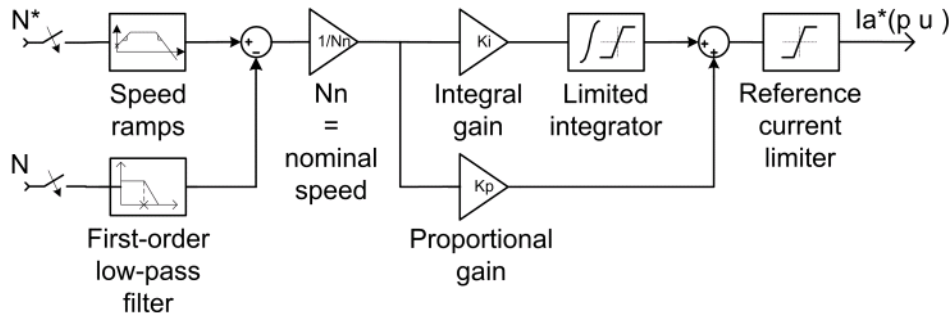 N*
+
-
1/Nn
Ki
+
+
Ia*(p u )
Speed
ramps
Nn
=
nominal
speed
Integral
gain
Limited
integrator
Reference
current
limiter
N
Kp
First-order
low-pass
filter
Proportional
gain